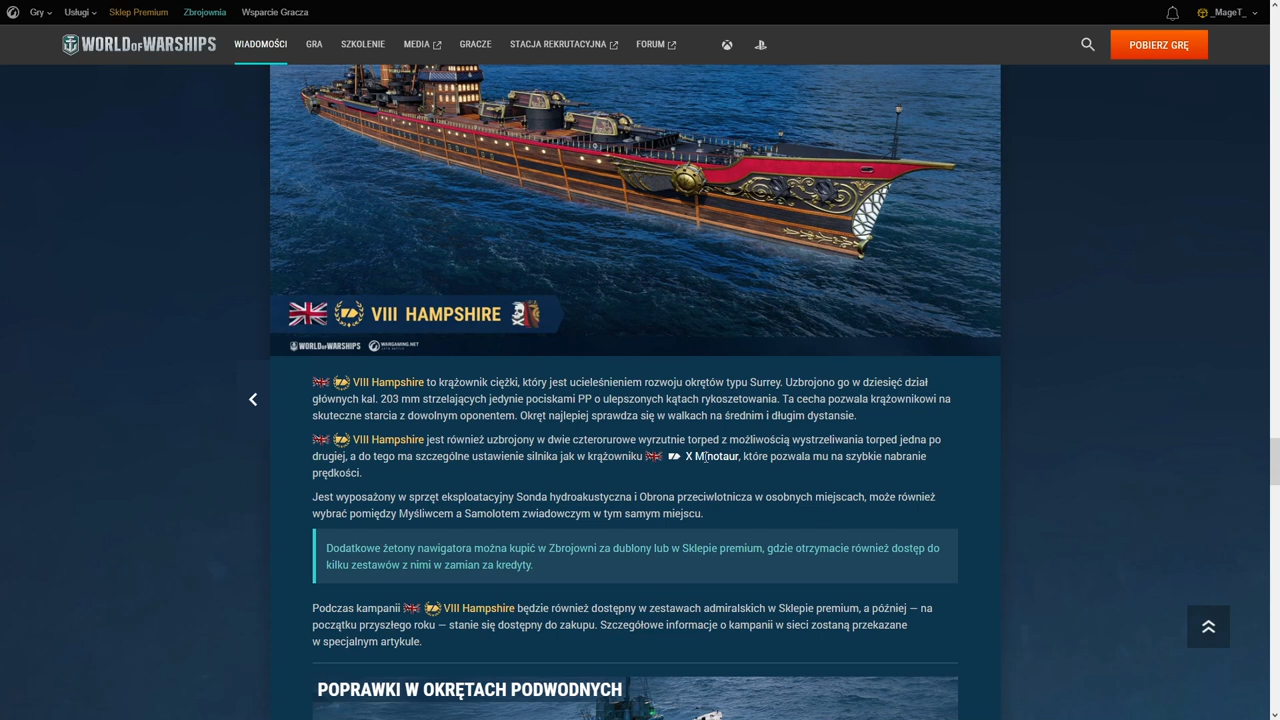 Gry Usługi Sklep Premium Zbrojownia Wsparcie Gracza _MageT_
WORLD OF WARSHIPS WIADOMOŚCI GRA SZKOLENIE MEDIA GRACZE STACJA REKRUTACYJNA FORUM POBIERZ GRĘ
VIII HAMPSHIRE
WORLD OF WARSHIPS WARGAMING.NET
VIII Hampshire to krążownik ciężki, który jest ucieleśnieniem rozwoju okrętów typu Surrey. Uzbrojono go w dziesięć dział
głównych kal. 203 mm strzelających jedynie pociskami PP o ulepszonych kątach rykoszetowania. Ta cecha pozwala krążownikowi na
skuteczne starcia z dowolnym oponentem. Okręt najlepiej sprawdza się w walkach na średnim i długim dystansie.
VIII Hampshire jest również uzbrojony w dwie czterorurowe wyrzutnie torped z możliwością wystrzeliwania torped jedna po
drugiej, a do tego ma szczególne ustawienie silnika jak w krążowniku X Minotaur, które pozwala mu na szybkie nabranie
prędkości.
Jest wyposażony w sprzęt eksploatacyjny Sonda hydroakustyczna i Obrona przeciwlotnicza w osobnych miejscach, może również
wybrać pomiędzy Myśliwcem a Samolotem zwiadowczym w tym samym miejscu.
Dodatkowe żetony nawigatora można kupić w Zbrojowni za dublony lub w Sklepie premium, gdzie otrzymacie również dostęp do
kilku zestawów z nimi w zamian za kredyty.
Podczas kampanii VIII Hampshire będzie również dostępny w zestawach admiralskich w Sklepie premium, a później — na
początku przyszłego roku — stanie się dostępny do zakupu. Szczegółowe informacje o kampanii w sieci zostaną przekazane
w specjalnym artykule.
POPRAWKI W OKRĘTACH PODWODNYCH